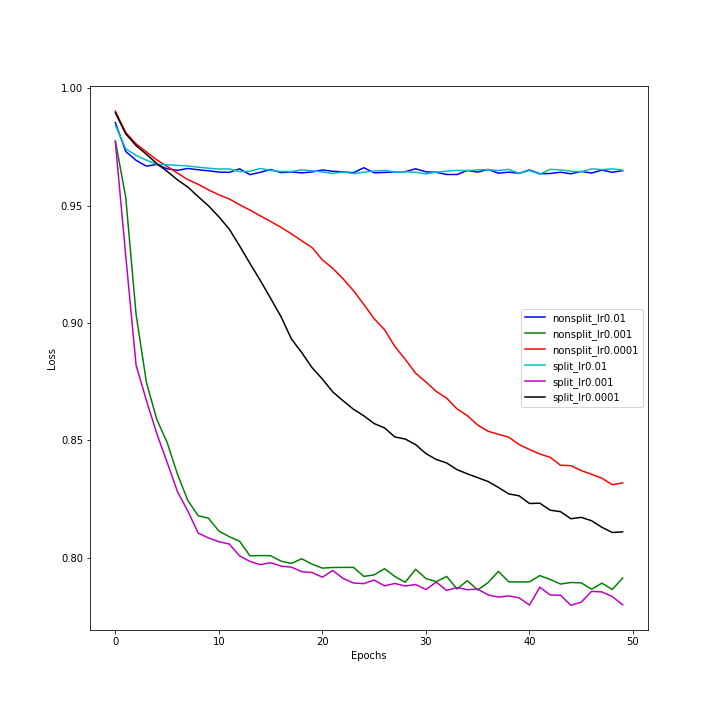 1.00
0.95
0.90
0.85
0.80
Loss
0 10 20 30 40 50
Epochs
nonsplit_lr0.01
nonsplit_lr0.001
nonsplit_lr0.0001
split_lr0.01
split_lr0.001
split_lr0.0001